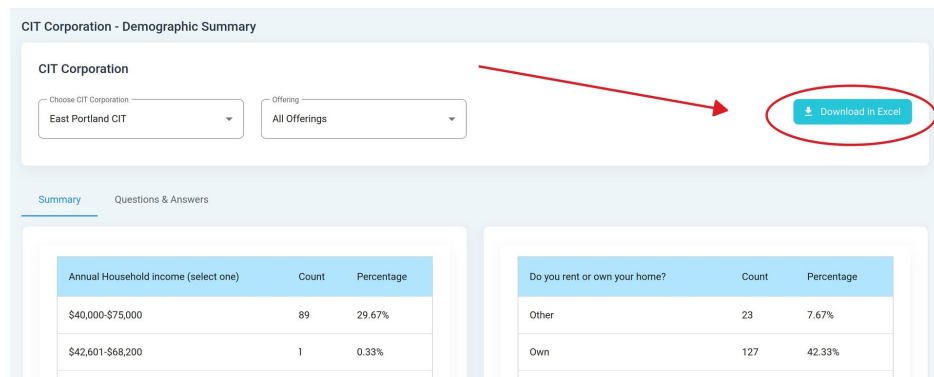 CIT Corporation - Demographic Summary
CIT Corporation
Choose CIT Corporation
East Portland CIT
Offering
All Offerings
Download in Excel
Summary Questions & Answers
Annual Household income (select one) Count Percentage
$40,000-$75,000 89 29.67%
$42,601-$68,200 1 0.33%
Do you rent or own your home? Count Percentage
Other 23 7.67%
Own 127 42.33%